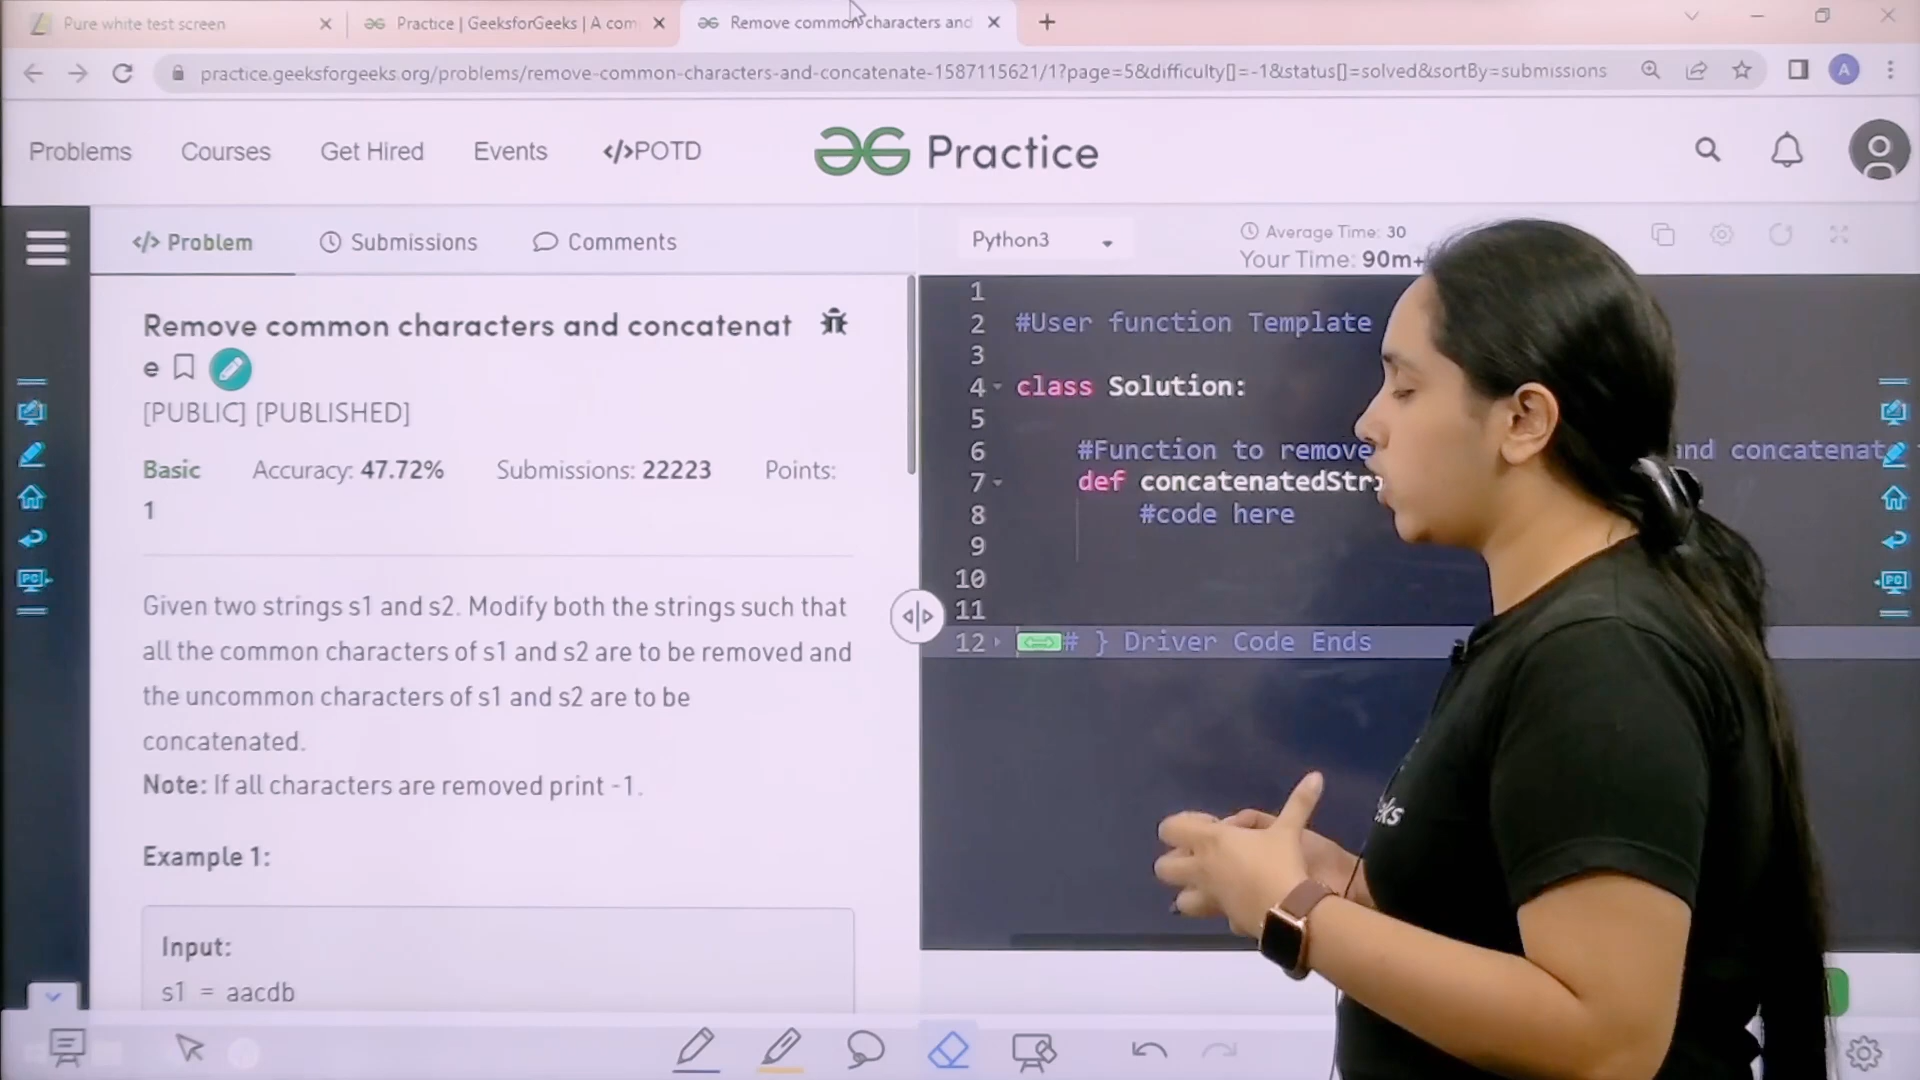 Pure white test screen
Practice | GeeksforGeeks | A com
Remove common characters and
practice.geeksforgeeks.org/problems/remove-common-characters-and-concatenate-1587115621/1?page=5&difficulty[]=-1&status[]=solved&sortBy=submissions
A
Problems
Courses
Get Hired
Events
</>POTD
Practice
</> Problem
Submissions
Comments
Python3
Average Time: 30
Your Time: 90m+
Remove common characters and concatenat
e
[PUBLIC] [PUBLISHED]
Basic Accuracy: 47.72% Submissions: 22223 Points:
1
Given two strings s1 and s2. Modify both the strings such that
all the common characters of s1 and s2 are to be removed and
the uncommon characters of s1 and s2 are to be
concatenated.
Note: If all characters are removed print -1.
Example 1:
Input:
s1 = aacdb
1
2 #User function Template
3
4 class Solution:
5
6 #Function to remove and concatenat
7 def concatenatedStri
8 #code here
9
10
11
12 # } Driver Code Ends
PC
PC